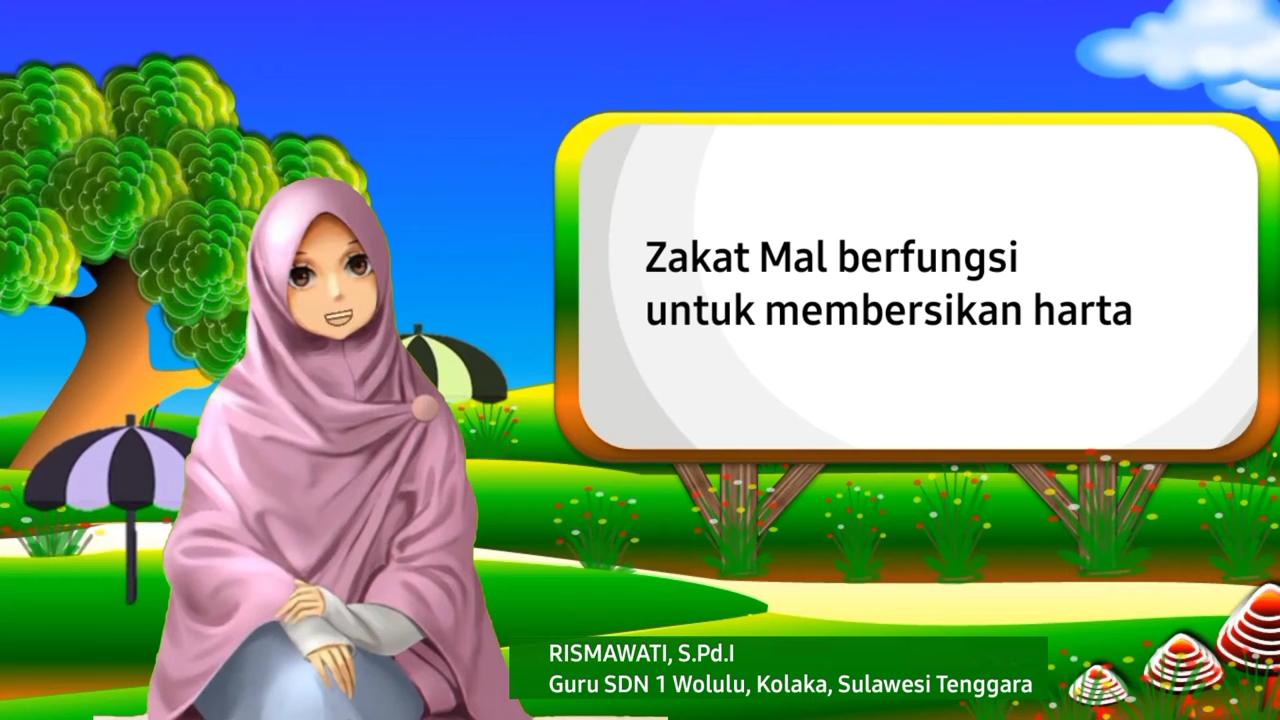 Zakat Mal berfungsi
untuk membersikan harta
RISMAWATI, S.Pd.I
Guru SDN 1 Wolulu, Kolaka, Sulawesi Tenggara